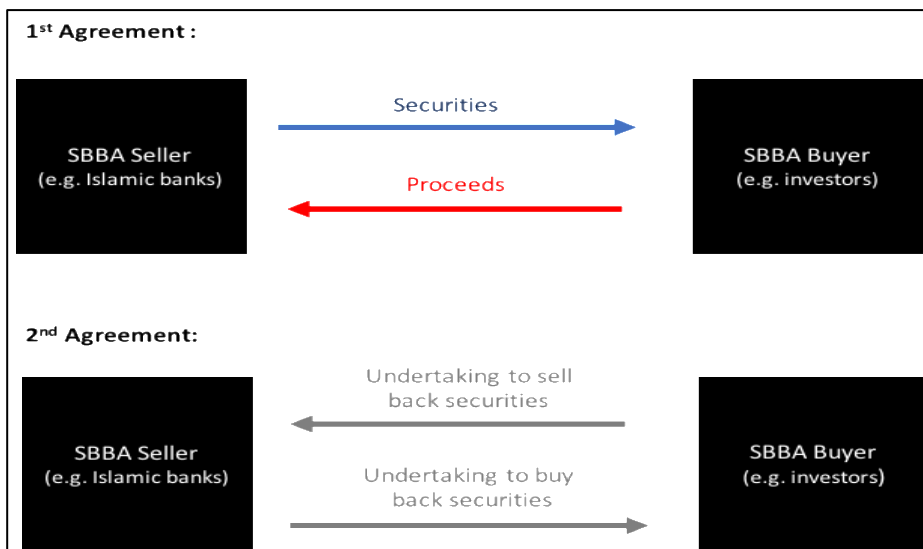 1st Agreement :
Securities
SBBA Seller
(e.g. Islamic banks)
SBBA Buyer
(e.g. investors)
Proceeds
2nd Agreement:
Undertaking to sell
back securities
SBBA Seller
(e.g. Islamic banks)
SBBA Buyer
(e.g. investors)
Undertaking to buy
back securities